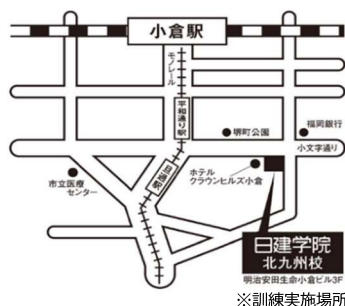 小倉駅
モノレール
平和通り駅
堺町公園
福岡銀行
小文字通り
旦過駅
ホテル
クラウンヒルズ小倉
市立医療
センター
日建学院
北九州校
明治安田生命小倉ビル3F
※訓練実施場所